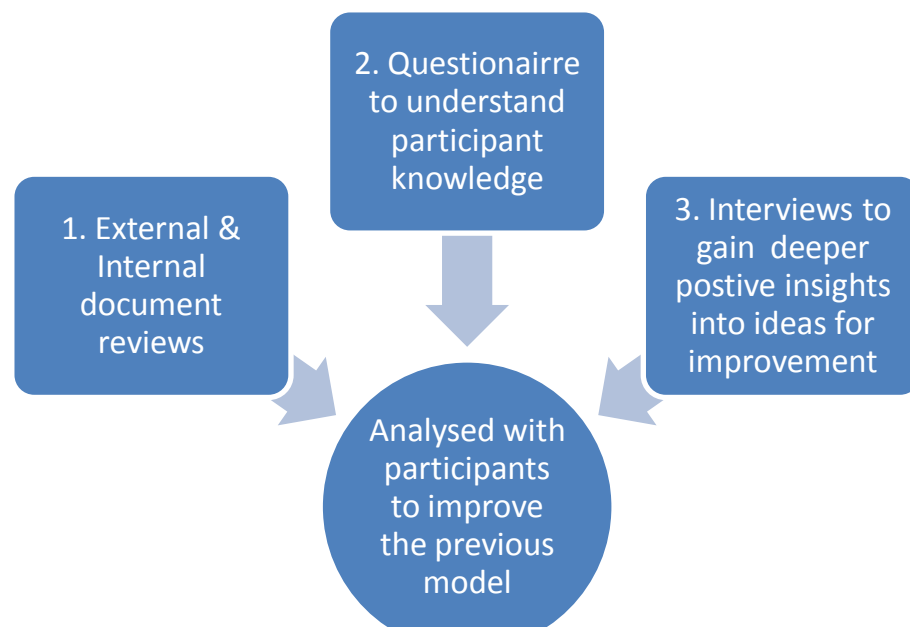 1. External &
Internal
document
reviews
2. Questionairre
to understand
participant
knowledge
3. Interviews to
gain deeper
postive insights
into ideas for
improvement
Analysed with
participants
to improve
the previous
model